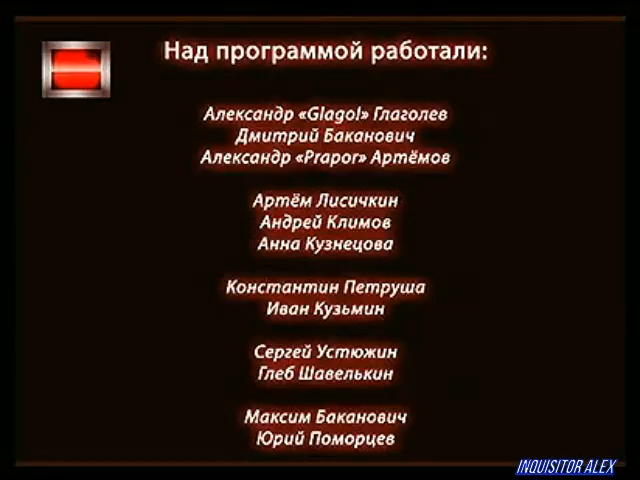 Над программой работали:
Александр «Glagol» Глаголев
Дмитрий Баканович
Александр «Prapor» Артёмов
Артём Лисичкин
Андрей Климов
Анна Кузнецова
Константин Петруша
Иван Кузьмин
Сергей Устюжин
Глеб Шавелькин
Максим Баканович
Юрий Поморцев
INQUISITOR ALEX